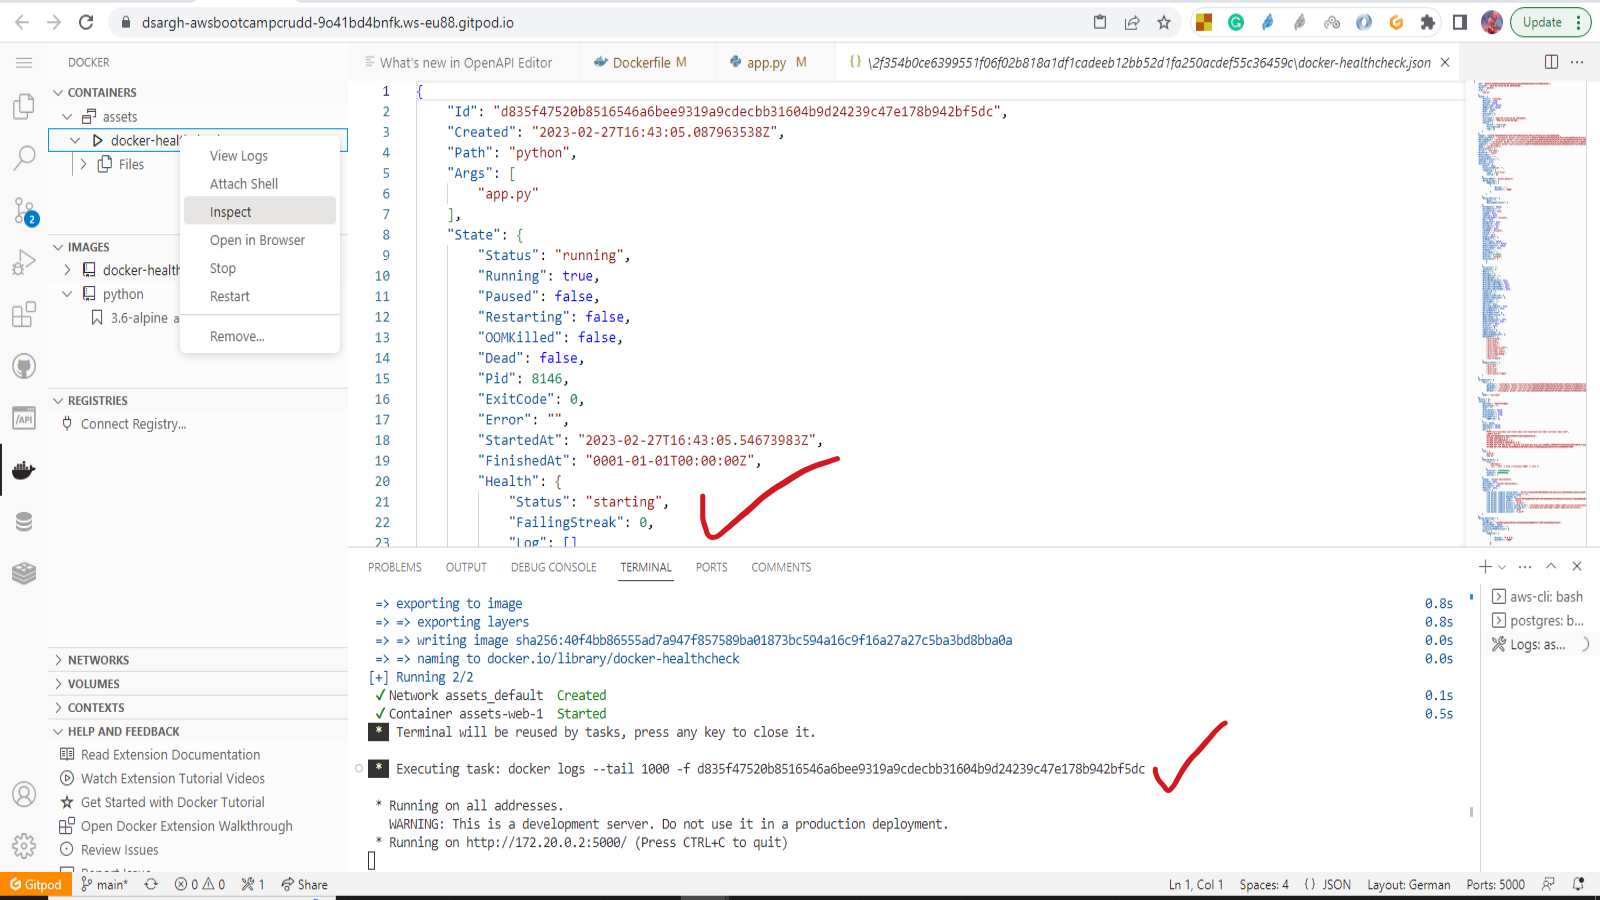 dsargh-awsbootcampcrudd-9o41bd4bnfk.ws-eu88.gitpod.io
Update
DOCKER
What's new in OpenAPI Editor
Dockerfile M
app.py M
{} \2f354b0ce6399551f06f02b818a1df1cadeeb12bb52d1fa250acdef55c36459c\docker-healthcheck.json
CONTAINERS
assets
docker-heal
Files
View Logs
Attach Shell
Inspect
Open in Browser
Stop
Restart
Remove...
2
IMAGES
docker-health
python
3.6-alpine a
REGISTRIES
Connect Registry...
/API
NETWORKS
VOLUMES
CONTEXTS
HELP AND FEEDBACK
Read Extension Documentation
Watch Extension Tutorial Videos
Get Started with Docker Tutorial
Open Docker Extension Walkthrough
Review Issues
Report Issue
1 {
2 "Id": "d835f47520b8516546a6bee9319a9cdecbb31604b9d24239c47e178b942bf5dc",
3 "Created": "2023-02-27T16:43:05.087963538Z",
4 "Path": "python",
5 "Args": [
6 "app.py"
7 ],
8 "State": {
9 "Status": "running",
10 "Running": true,
11 "Paused": false,
12 "Restarting": false,
13 "OOMKilled": false,
14 "Dead": false,
15 "Pid": 8146,
16 "ExitCode": 0,
17 "Error": "",
18 "StartedAt": "2023-02-27T16:43:05.54673983Z",
19 "FinishedAt": "0001-01-01T00:00:00Z",
20 "Health": {
21 "Status": "starting",
22 "FailingStreak": 0,
23 "Log": []
PROBLEMS OUTPUT DEBUG CONSOLE TERMINAL PORTS COMMENTS
=> exporting to image 0.8s
=> => exporting layers 0.8s
=> => writing image sha256:40f4bb86555ad7a947f857589ba01873bc594a16c9f16a27a27c5ba3bd8bba0a 0.0s
=> => naming to docker.io/library/docker-healthcheck 0.0s
[+] Running 2/2
✓ Network assets_default Created 0.1s
✓ Container assets-web-1 Started 0.5s
* Terminal will be reused by tasks, press any key to close it.
* Executing task: docker logs --tail 1000 -f d835f47520b8516546a6bee9319a9cdecbb31604b9d24239c47e178b942bf5dc
* Running on all addresses.
WARNING: This is a development server. Do not use it in a production deployment.
* Running on http://172.20.0.2:5000/ (Press CTRL+C to quit)
aws-cli: bash
postgres: b...
Logs: as...
Gitpod main* 0 0 1 Share
Ln 1, Col 1 Spaces: 4 {} JSON Layout: German Ports: 5000